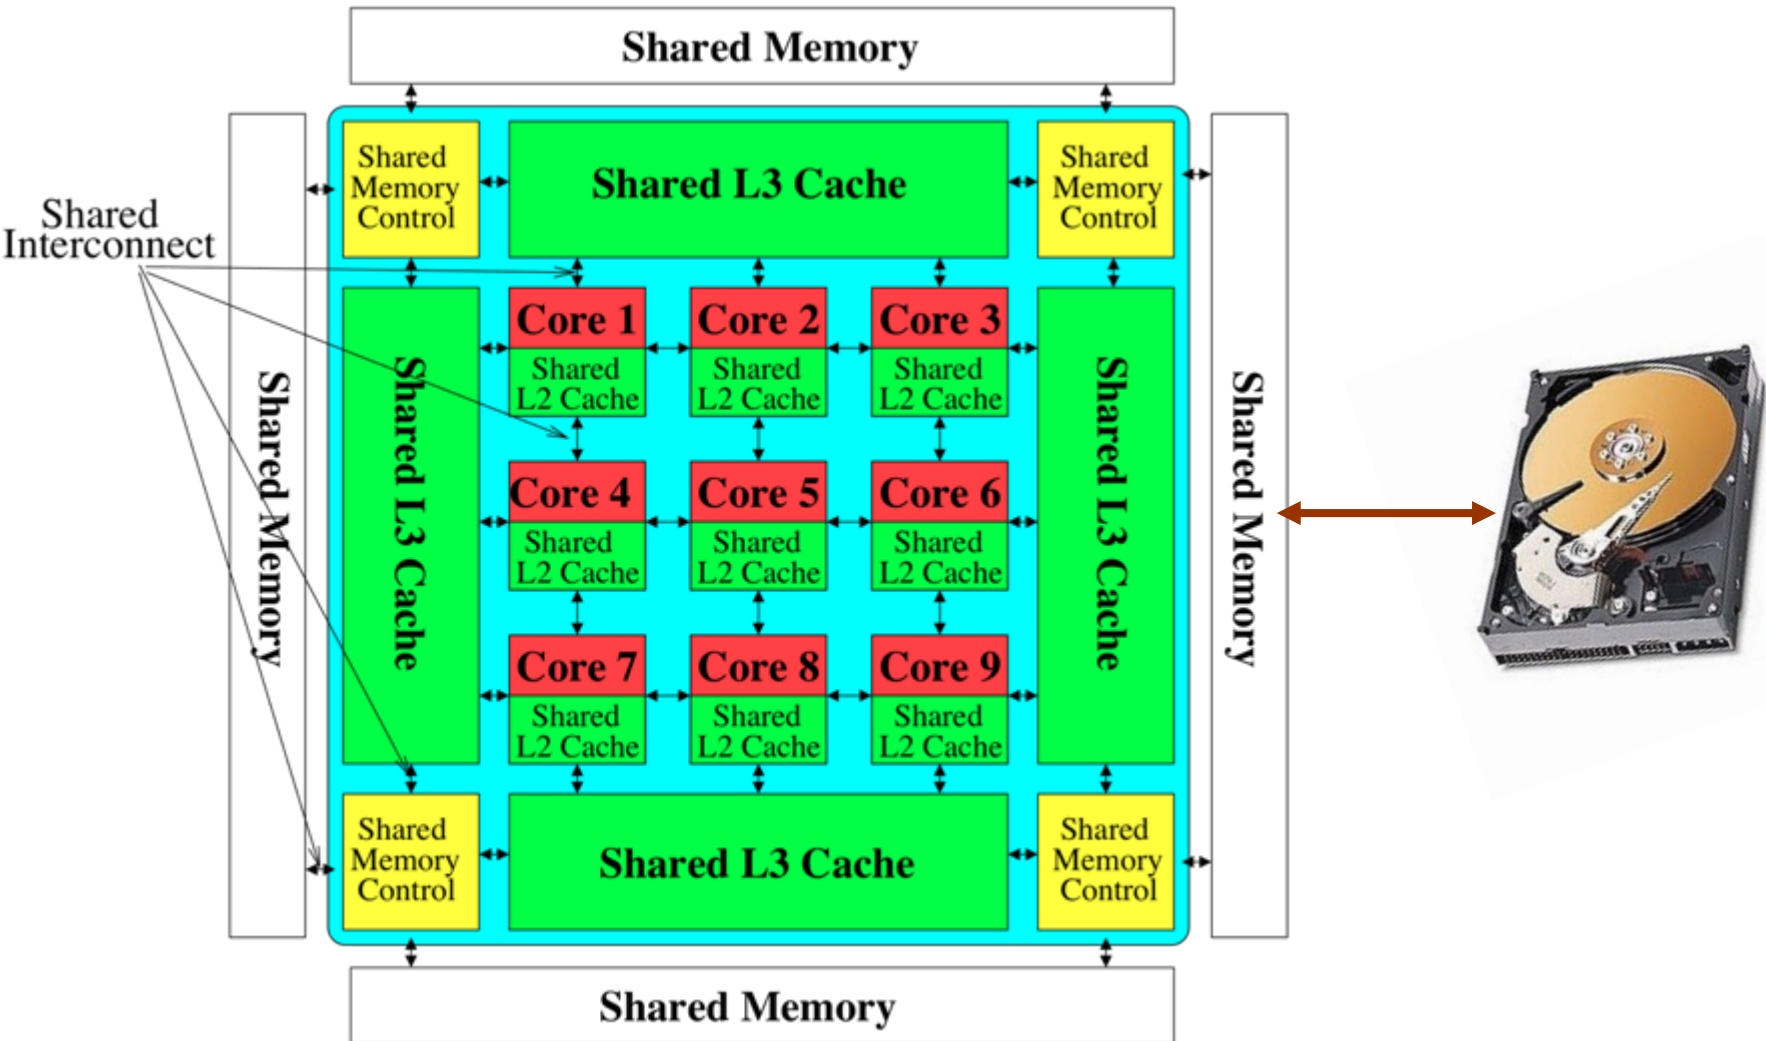 Shared Memory
Shared
Memory
Control
Shared L3 Cache
Shared
Memory
Control
Shared
Interconnect
Shared Memory
Shared L3 Cache
Core 1
Shared
L2 Cache
Core 2
Shared
L2 Cache
Core 3
Shared
L2 Cache
Core 4
Shared
L2 Cache
Core 5
Shared
L2 Cache
Core 6
Shared
L2 Cache
Core 7
Shared
L2 Cache
Core 8
Shared
L2 Cache
Core 9
Shared
L2 Cache
Shared L3 Cache
Shared Memory
Shared
Memory
Control
Shared L3 Cache
Shared
Memory
Control
Shared Memory